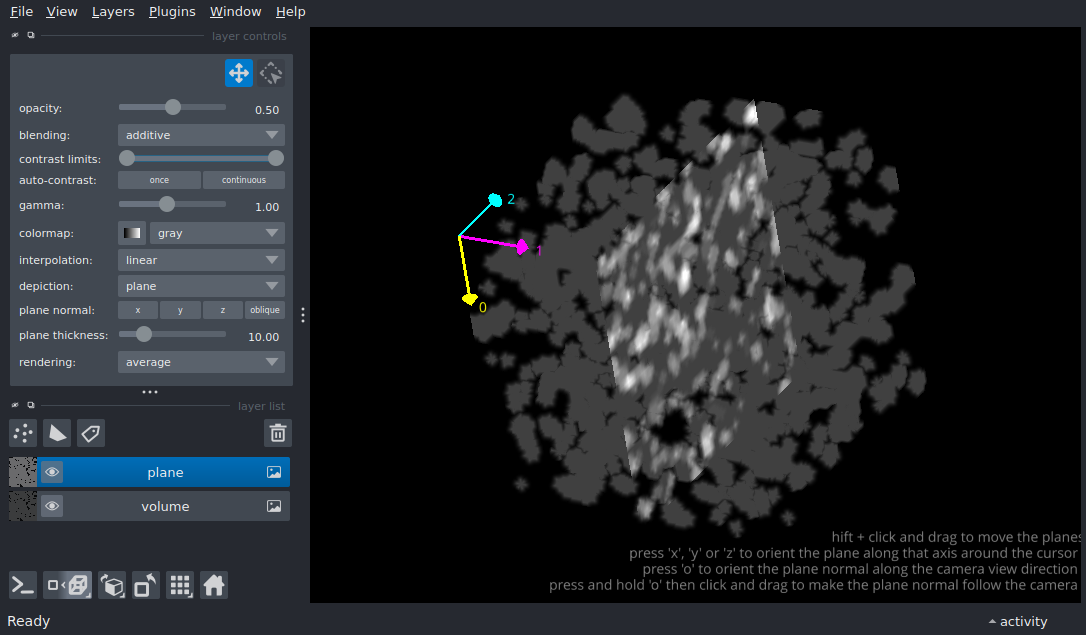 File View Layers Plugins Window Help
layer controls
opacity: 0.50
blending: additive
contrast limits:
auto-contrast: once continuous
gamma: 1.00
colormap: gray
interpolation: linear
depiction: plane
plane normal: x y z oblique
plane thickness: 10.00
rendering: average
layer list
plane
volume
2
1
0
hift + click and drag to move the planes
press 'x', 'y' or 'z' to orient the plane along that axis around the cursor
press 'o' to orient the plane normal along the camera view direction
press and hold 'o' then click and drag to make the plane normal follow the camera
Ready
activity